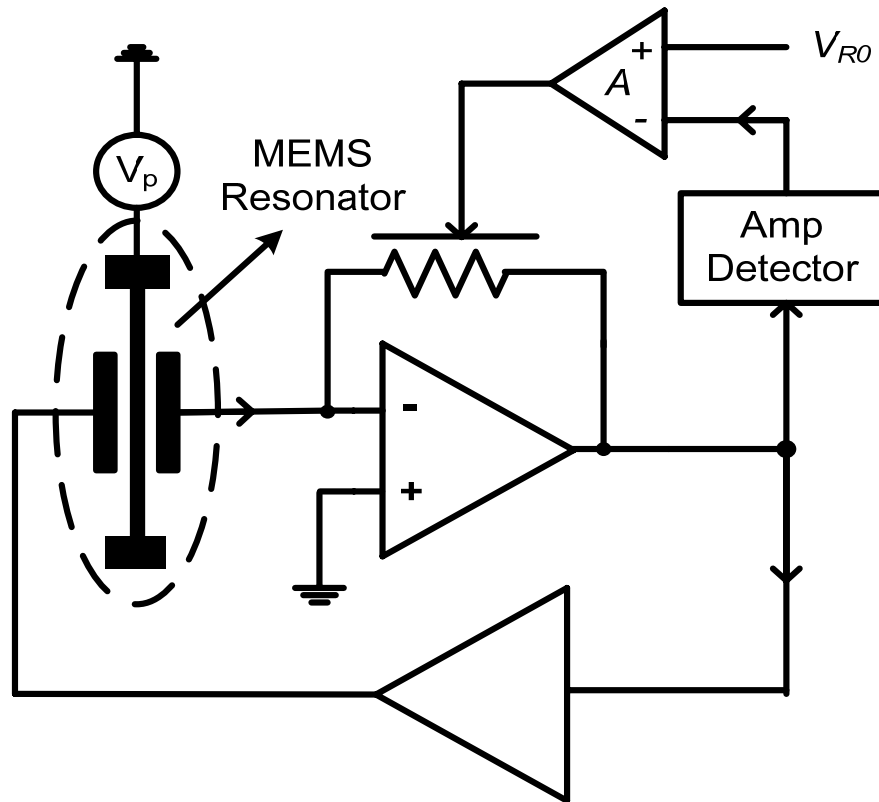 V_R0
+
A
-
V_p
MEMS
Resonator
Amp
Detector
-
+